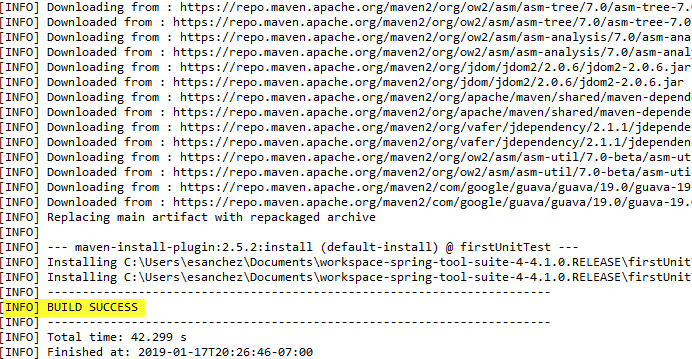 [INFO] Downloading from : https://repo.maven.apache.org/maven2/org/ow2/asm/asm-tree/7.0/asm-tree-7.
[INFO] Downloaded from : https://repo.maven.apache.org/maven2/org/ow2/asm/asm-tree/7.0/asm-tree-7.0
[INFO] Downloading from : https://repo.maven.apache.org/maven2/org/ow2/asm/asm-analysis/7.0/asm-ana
[INFO] Downloaded from : https://repo.maven.apache.org/maven2/org/ow2/asm/asm-analysis/7.0/asm-anal
[INFO] Downloading from : https://repo.maven.apache.org/maven2/org/jdom/jdom2/2.0.6/jdom2-2.0.6.jar
[INFO] Downloaded from : https://repo.maven.apache.org/maven2/org/jdom/jdom2/2.0.6/jdom2-2.0.6.jar
[INFO] Downloading from : https://repo.maven.apache.org/maven2/org/apache/maven/shared/maven-depend
[INFO] Downloaded from : https://repo.maven.apache.org/maven2/org/apache/maven/shared/maven-depende
[INFO] Downloading from : https://repo.maven.apache.org/maven2/org/vafer/jdependency/2.1.1/jdepende
[INFO] Downloaded from : https://repo.maven.apache.org/maven2/org/vafer/jdependency/2.1.1/jdependen
[INFO] Downloading from : https://repo.maven.apache.org/maven2/org/ow2/asm/asm-util/7.0-beta/asm-ut
[INFO] Downloaded from : https://repo.maven.apache.org/maven2/org/ow2/asm/asm-util/7.0-beta/asm-uti
[INFO] Downloading from : https://repo.maven.apache.org/maven2/com/google/guava/guava/19.0/guava-19
[INFO] Downloaded from : https://repo.maven.apache.org/maven2/com/google/guava/guava/19.0/guava-19.
[INFO] Replacing main artifact with repackaged archive
[INFO]
[INFO] --- maven-install-plugin:2.5.2:install (default-install) @ firstUnitTest ---
[INFO] Installing C:\Users\esanchez\Documents\workspace-spring-tool-suite-4-4.1.0.RELEASE\firstUnitT
[INFO] Installing C:\Users\esanchez\Documents\workspace-spring-tool-suite-4-4.1.0.RELEASE\firstUnitT
[INFO] ------------------------------------------------------------------------
[INFO] BUILD SUCCESS
[INFO] ------------------------------------------------------------------------
[INFO] Total time: 42.299 s
[INFO] Finished at: 2019-01-17T20:26:46-07:00